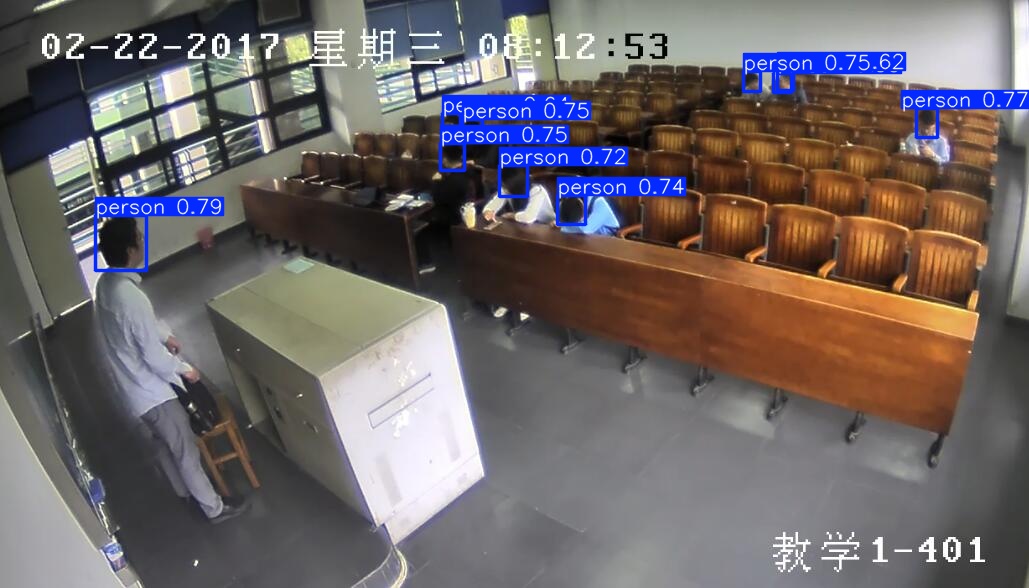 02-22-2017 星期三 08:12:53
person 0.75
.62
person 0.77
person 0.75
person 0.75
person 0.72
person 0.74
person 0.79
教学1-401